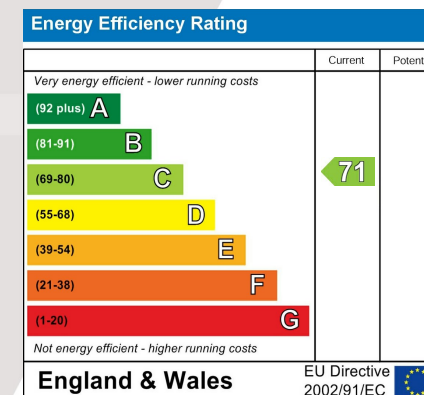 Energy Efficiency Rating
Current Potent
Very energy efficient - lower running costs
(92 plus) A
(81-91) B
(69-80) C
71
(55-68) D
(39-54) E
(21-38) F
(1-20) G
Not energy efficient - higher running costs
England & Wales
EU Directive
2002/91/EC